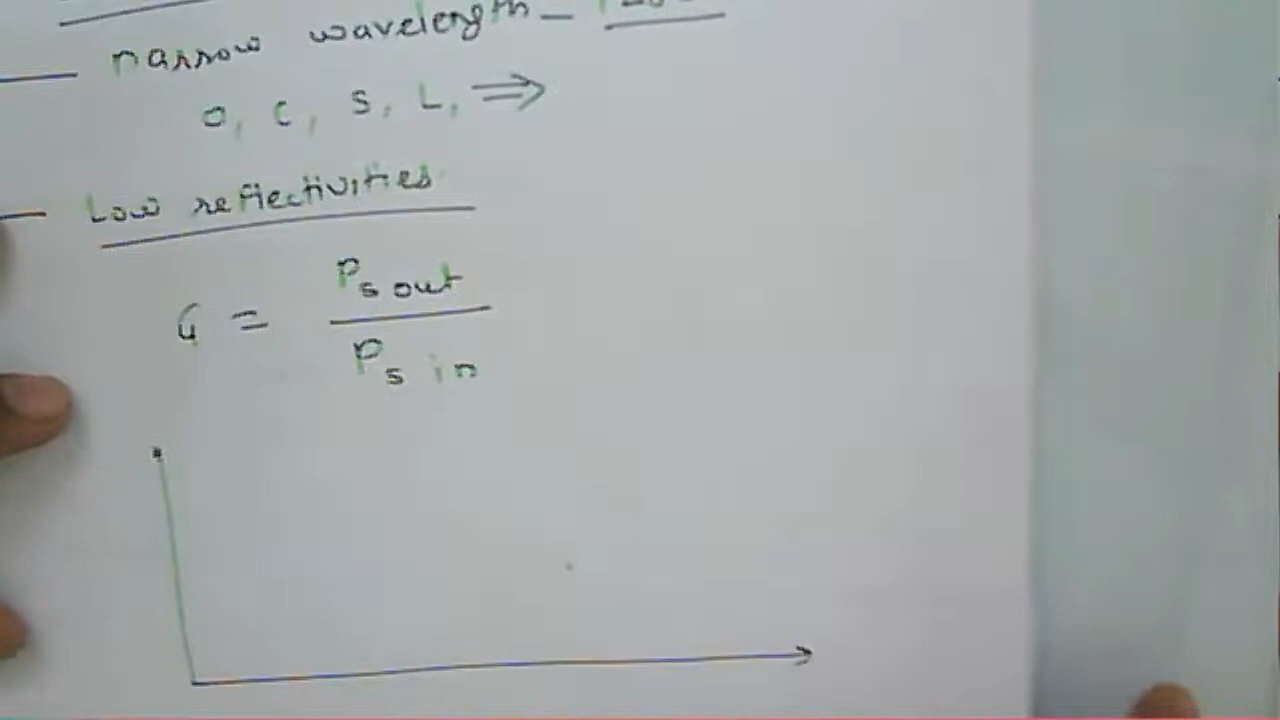 narrow wavelength -
O, C, S, L, ⇒
Low reflectivities
G = Ps out / Ps in